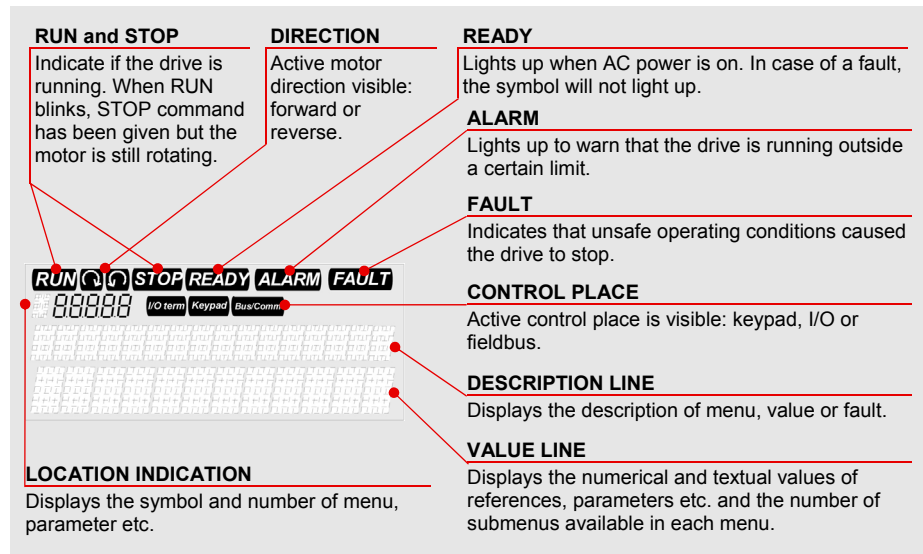 RUN and STOP
Indicate if the drive is
running. When RUN
blinks, STOP command
has been given but the
motor is still rotating.
DIRECTION
Active motor
direction visible:
forward or
reverse.
READY
Lights up when AC power is on. In case of a fault,
the symbol will not light up.
ALARM
Lights up to warn that the drive is running outside
a certain limit.
FAULT
Indicates that unsafe operating conditions caused
the drive to stop.
RUN STOP READY ALARM FAULT
8.8.8.8.8 I/O term Keypad Bus/Comm
CONTROL PLACE
Active control place is visible: keypad, I/O or
fieldbus.
DESCRIPTION LINE
Displays the description of menu, value or fault.
VALUE LINE
Displays the numerical and textual values of
references, parameters etc. and the number of
submenus available in each menu.
LOCATION INDICATION
Displays the symbol and number of menu,
parameter etc.